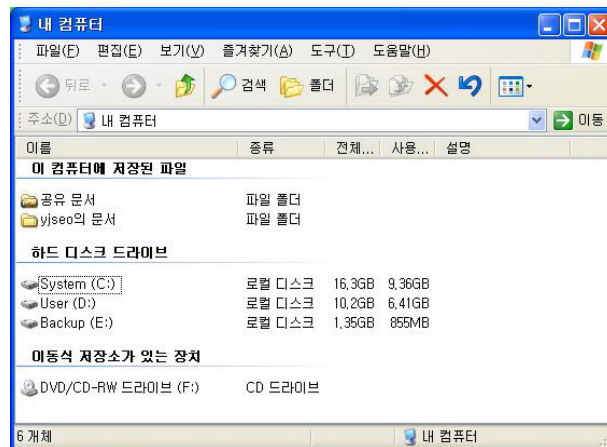 내 컴퓨터
파일(F) 편집(E) 보기(V) 즐겨찾기(A) 도구(T) 도움말(H)
뒤로 검색 폴더
주소(D) 내 컴퓨터 이동
이름 종류 전체... 사용... 설명
이 컴퓨터에 저장된 파일
공유 문서 파일 폴더
yjseo의 문서 파일 폴더
하드 디스크 드라이브
System (C:) 로컬 디스크 16,3GB 9,36GB
User (D:) 로컬 디스크 10,2GB 6,41GB
Backup (E:) 로컬 디스크 1,35GB 855MB
이동식 저장소가 있는 장치
DVD/CD-RW 드라이브 (F:) CD 드라이브
6 개체 내 컴퓨터